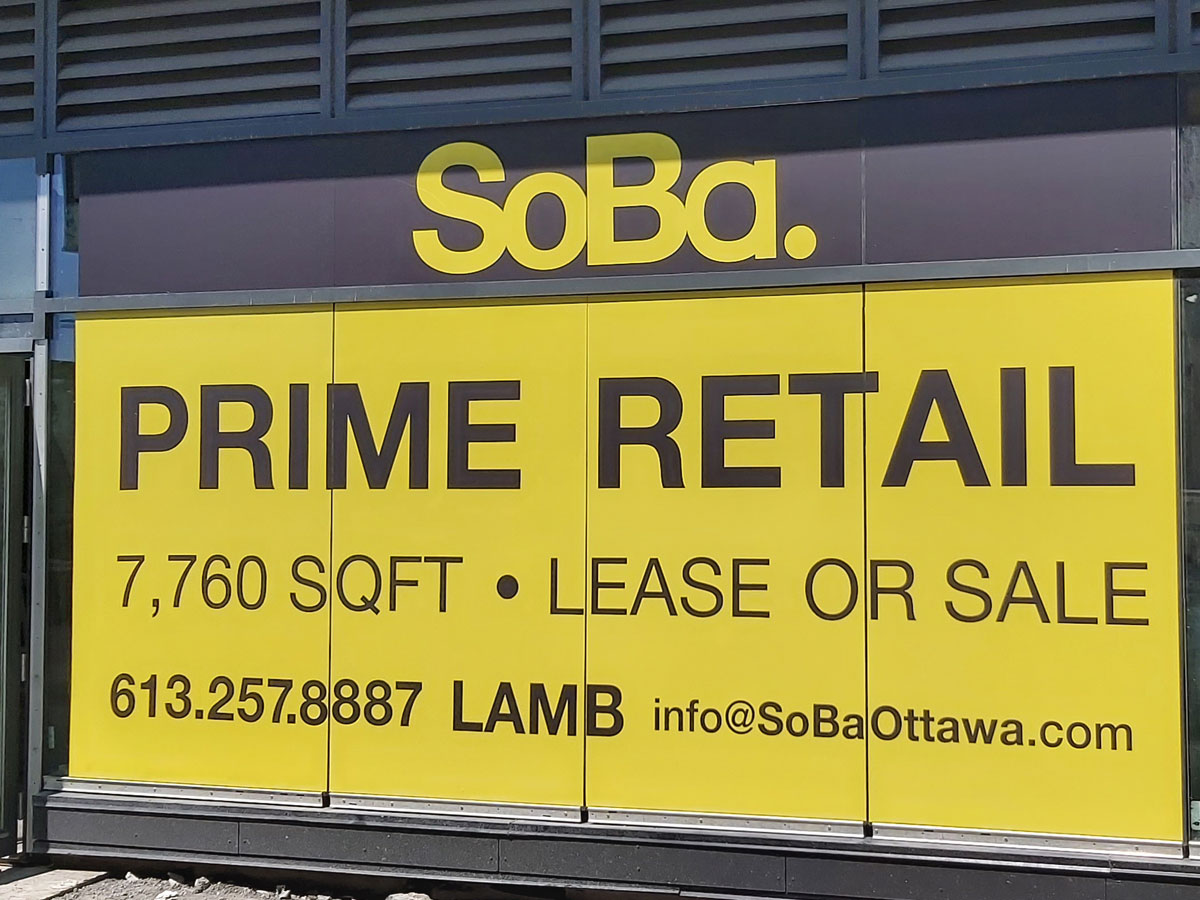 SoBa.
PRIME RETAIL
7,760 SQFT • LEASE OR SALE
613.257.8887 LAMB info@SoBaOttawa.com